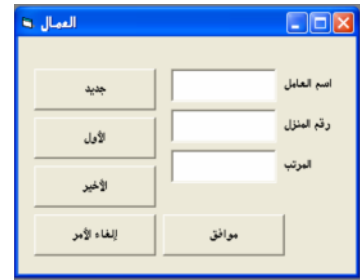 العمال
اسم العامل
جديد
رقم المنزل
الأول
المرتب
الأخير
موافق
إلغاء الأمر